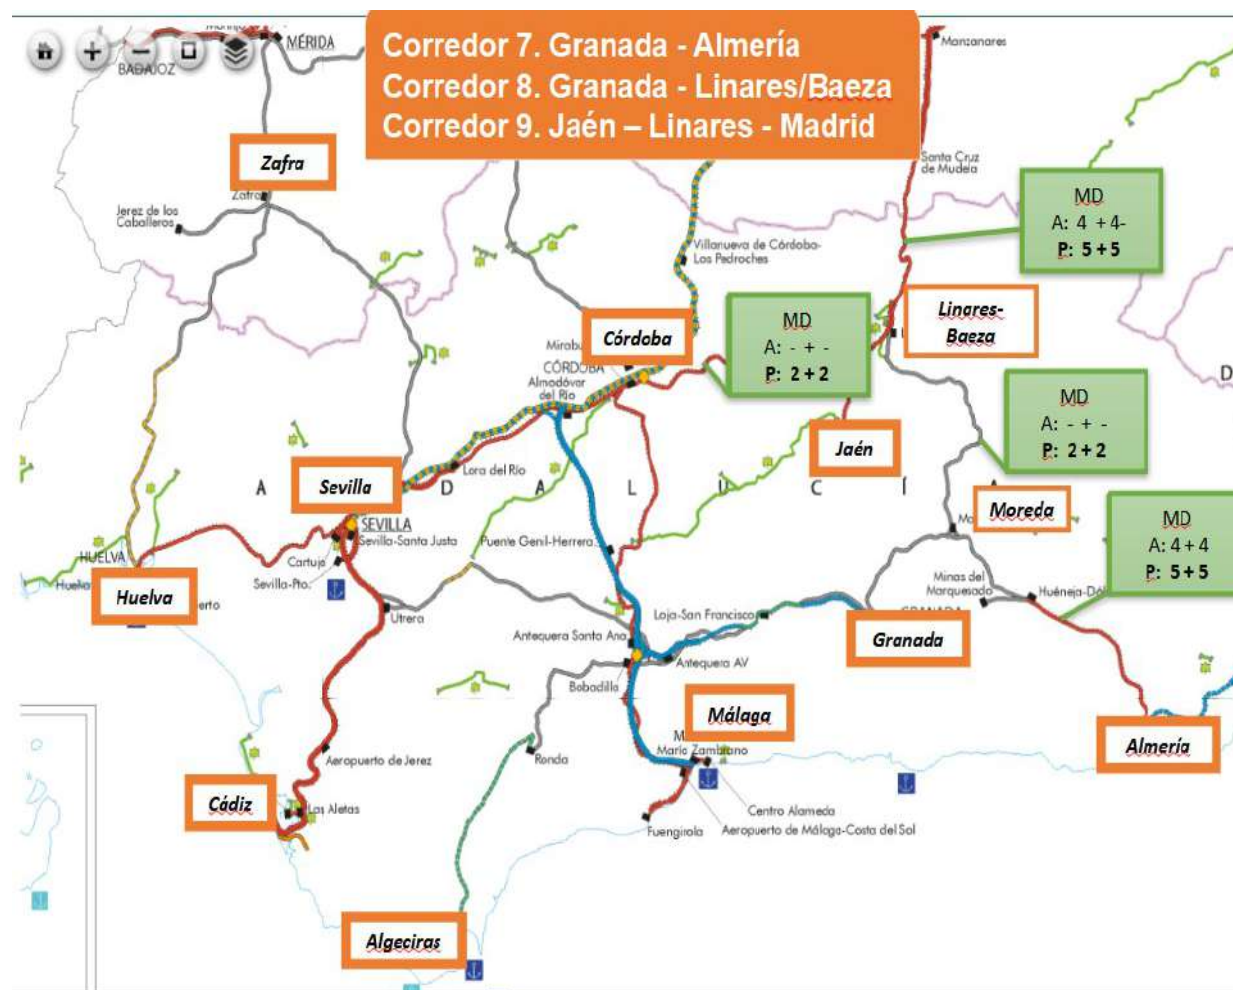 Corredor 7. Granada - Almería
Corredor 8. Granada - Linares/Baeza
Corredor 9. Jaén – Linares - Madrid
MÉRIDA
BADAJOZ
Manzanares
Zafra
Zafra
Jerez de los
Caballeros
Santa Cruz
de Mudela
MD
A: 4 + 4-
P: 5 + 5
Villanueva de Córdoba-
Los Pedroches
Linares-
Baeza
Córdoba
CÓRDOBA
Almodóvar
del Río
MD
A: - + -
P: 2 + 2
MD
A: - + -
P: 2 + 2
Jaén
Lora del Río
Sevilla
A D A L U C Í A
D
Moreda
SEVILLA
Sevilla-Santa Justa
Cartuja
Sevilla-Pto.
Puente Genil-Herrera
MD
A: 4 + 4
P: 5 + 5
HUELVA
Huelva
Utrera
Minas del
Marquesado
Huéneja-Dól
Loja-San Francisco
GRANADA
Granada
Antequera Santa Ana
Antequera AV
Bobadilla
Málaga
María Zambrano
Almería
Ronda
Aeropuerto de Jerez
Cádiz
Las Aletas
Centro Alameda
Fuengirola
Aeropuerto de Málaga-Costa del Sol
Algeciras